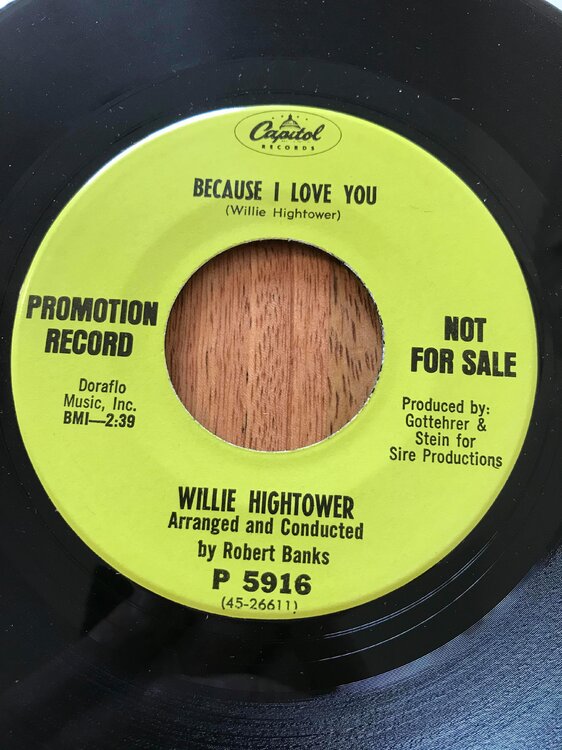 Capitol
RECORDS
BECAUSE I LOVE YOU
(Willie Hightower)
PROMOTION
RECORD
Doraflo
Music, Inc.
BMI—2:39
NOT
FOR SALE
Produced by:
Gottehrer &
Stein for
Sire Productions
WILLIE HIGHTOWER
Arranged and Conducted
by Robert Banks
P 5916
(45-26611)